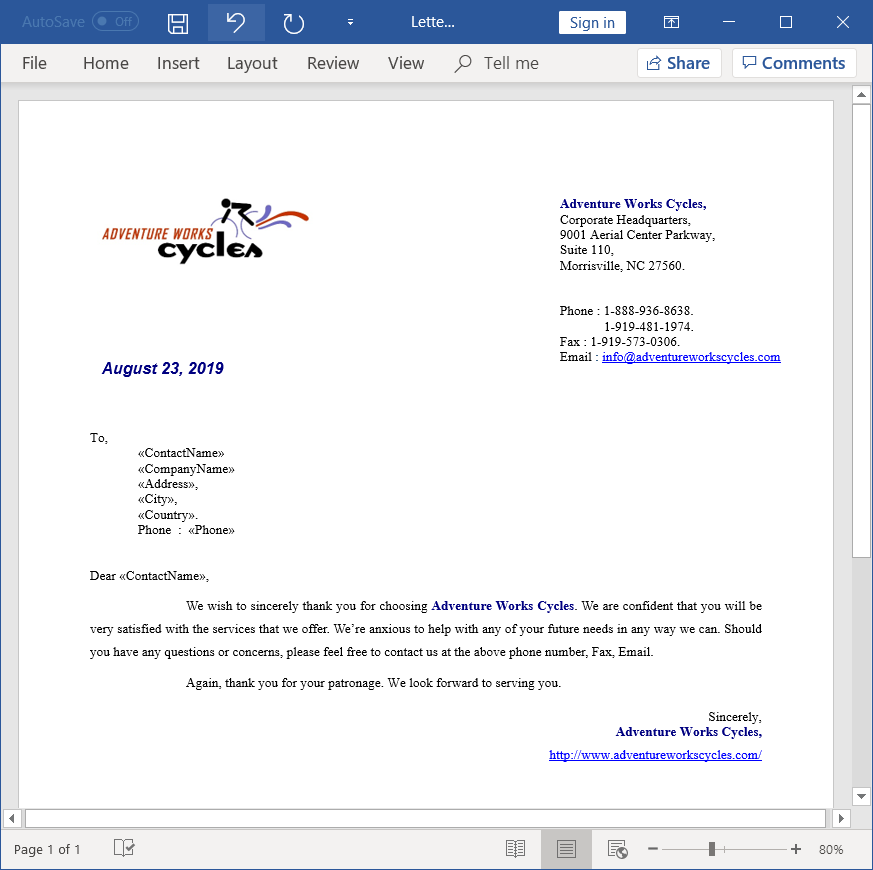 AutoSave Off Lette... Sign in
File Home Insert Layout Review View Tell me Share Comments
ADVENTURE WORKS
cycles
Adventure Works Cycles,
Corporate Headquarters,
9001 Aerial Center Parkway,
Suite 110,
Morrisville, NC 27560.
Phone : 1-888-936-8638.
1-919-481-1974.
Fax : 1-919-573-0306.
Email : info@adventureworkscycles.com
August 23, 2019
To,
«ContactName»
«CompanyName»
«Address»,
«City»,
«Country».
Phone : «Phone»
Dear «ContactName»,
We wish to sincerely thank you for choosing Adventure Works Cycles. We are confident that you will be
very satisfied with the services that we offer. We’re anxious to help with any of your future needs in any way we can. Should
you have any questions or concerns, please feel free to contact us at the above phone number, Fax, Email.
Again, thank you for your patronage. We look forward to serving you.
Sincerely,
Adventure Works Cycles,
http://www.adventureworkscycles.com/
Page 1 of 1 80%